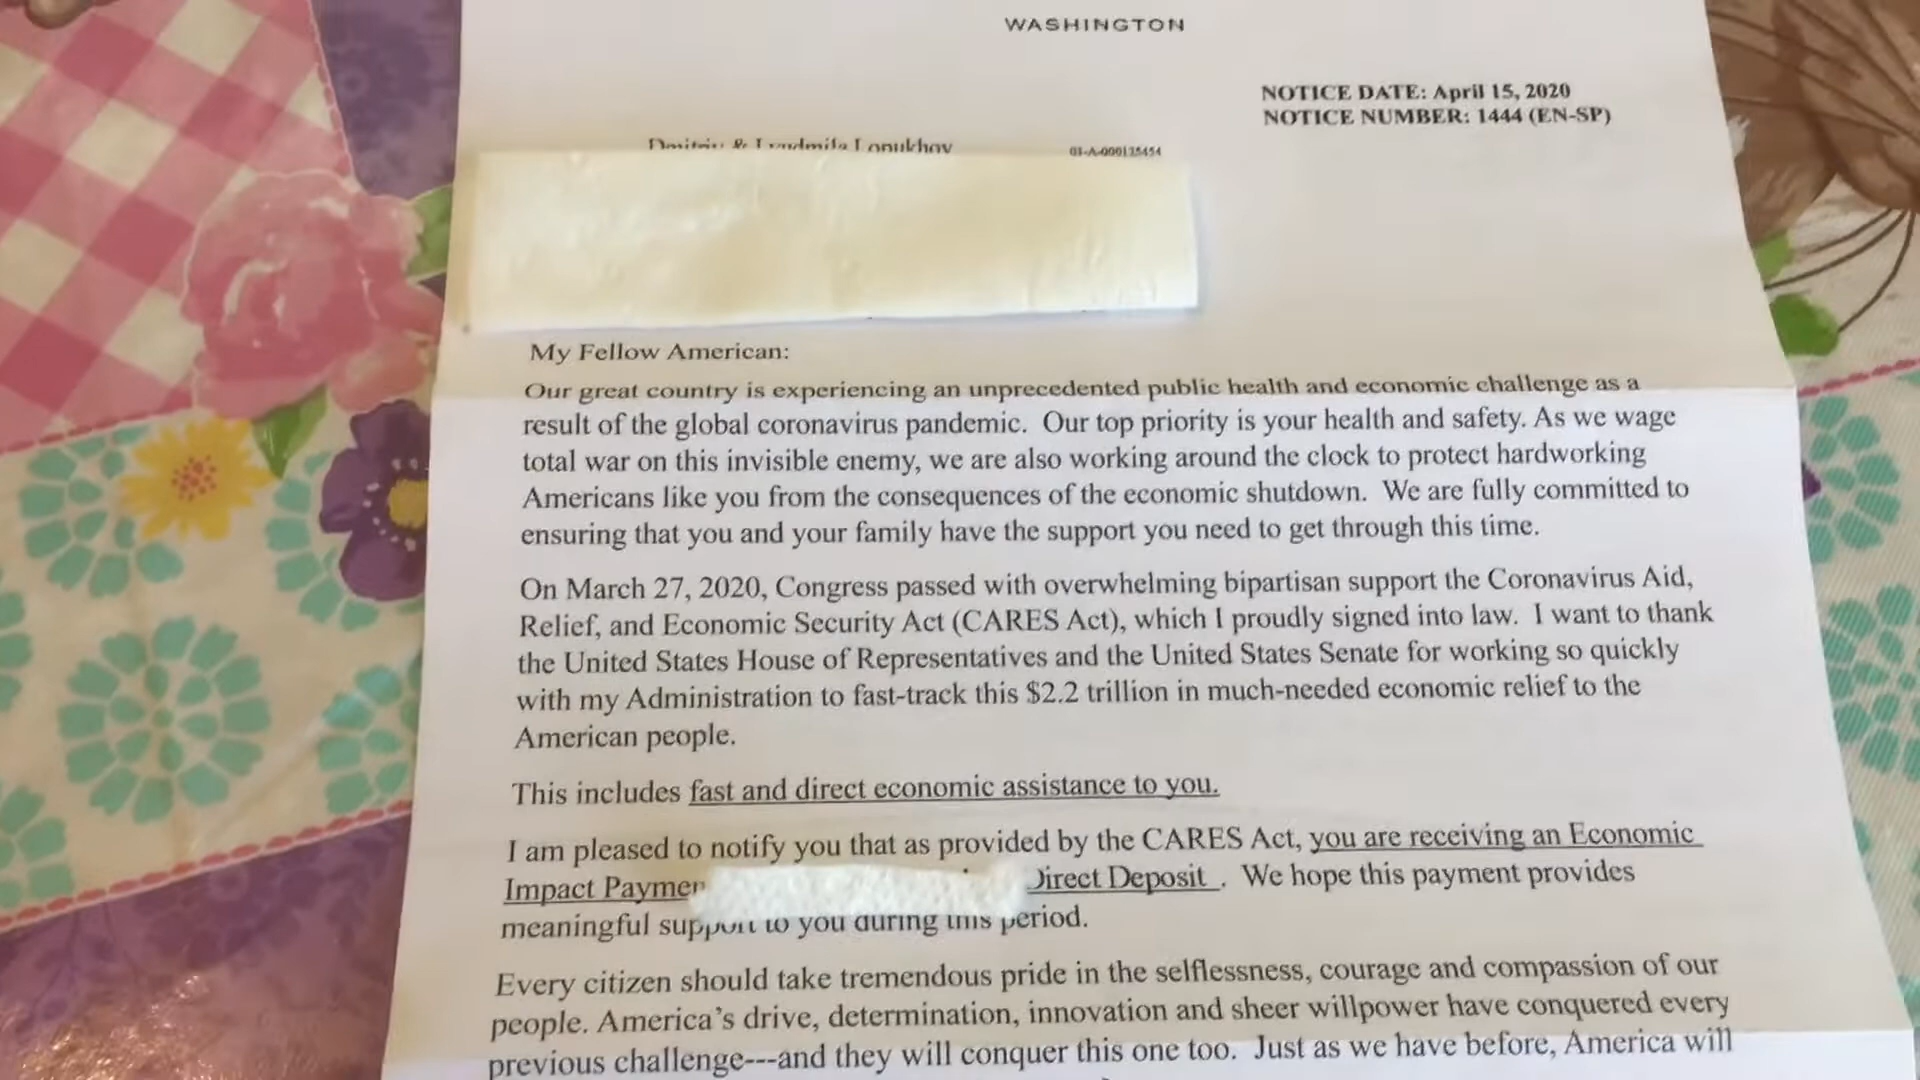 WASHINGTON
NOTICE DATE: April 15, 2020
NOTICE NUMBER: 1444 (EN-SP)
& Lopukhov 03-A-000125454
My Fellow American:
Our great country is experiencing an unprecedented public health and economic challenge as a
result of the global coronavirus pandemic. Our top priority is your health and safety. As we wage
total war on this invisible enemy, we are also working around the clock to protect hardworking
Americans like you from the consequences of the economic shutdown. We are fully committed to
ensuring that you and your family have the support you need to get through this time.
On March 27, 2020, Congress passed with overwhelming bipartisan support the Coronavirus Aid,
Relief, and Economic Security Act (CARES Act), which I proudly signed into law. I want to thank
the United States House of Representatives and the United States Senate for working so quickly
with my Administration to fast-track this $2.2 trillion in much-needed economic relief to the
American people.
This includes fast and direct economic assistance to you.
I am pleased to notify you that as provided by the CARES Act, you are receiving an Economic
Impact Direct Deposit . We hope this payment provides
meaningful support to you during this period.
Every citizen should take tremendous pride in the selflessness, courage and compassion of our
people. America's drive, determination, innovation and sheer willpower have conquered every
previous challenge---and they will conquer this one too. Just as we have before, America will